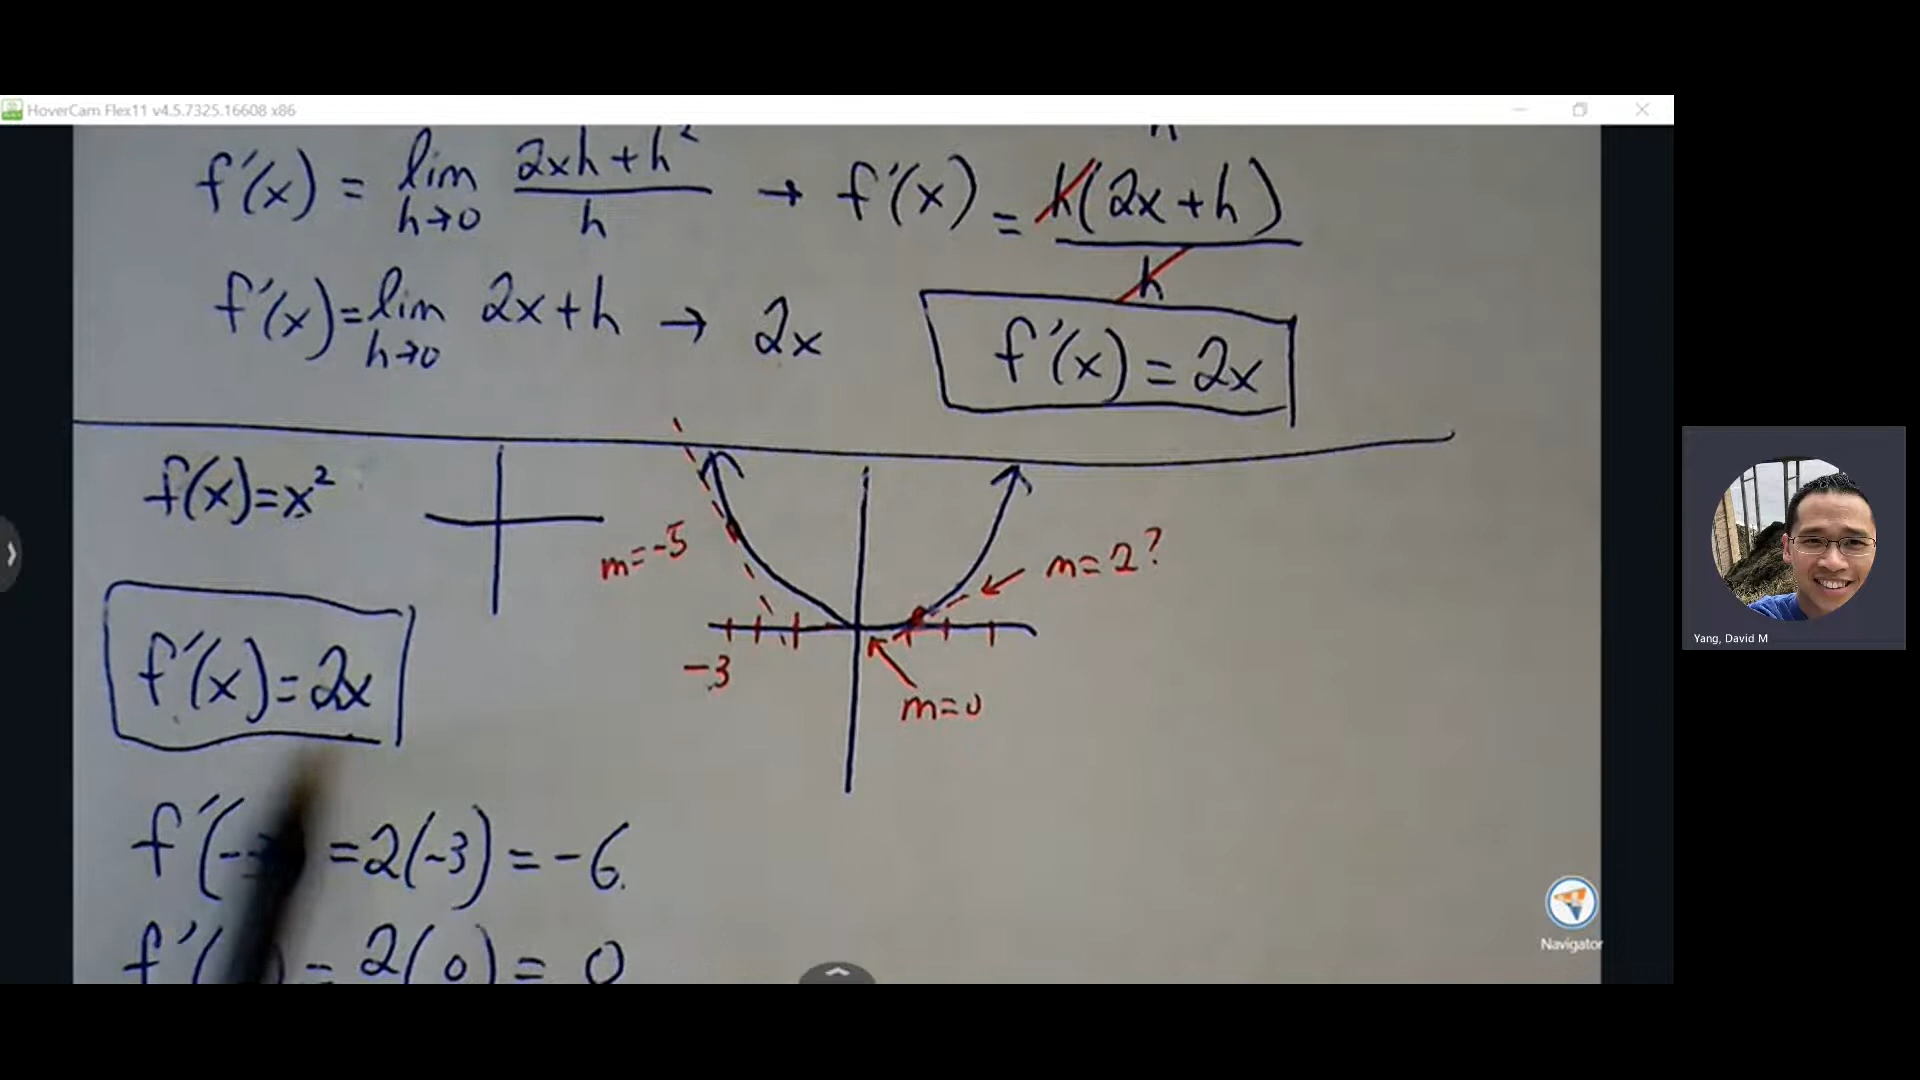 HoverCam Flex11 v4.5.7325.16608 x86
f'(x) = lim h→0 2xh+h² / h → f'(x) = h(2x+h) / h
f'(x) = lim h→0 2x+h → 2x
f'(x) = 2x
f(x)=x²
m=-5
m=2?
-3
m=0
f'(x)=2x
=2(-3) = -6
2(0) = 0
Navigator
Yang, David M